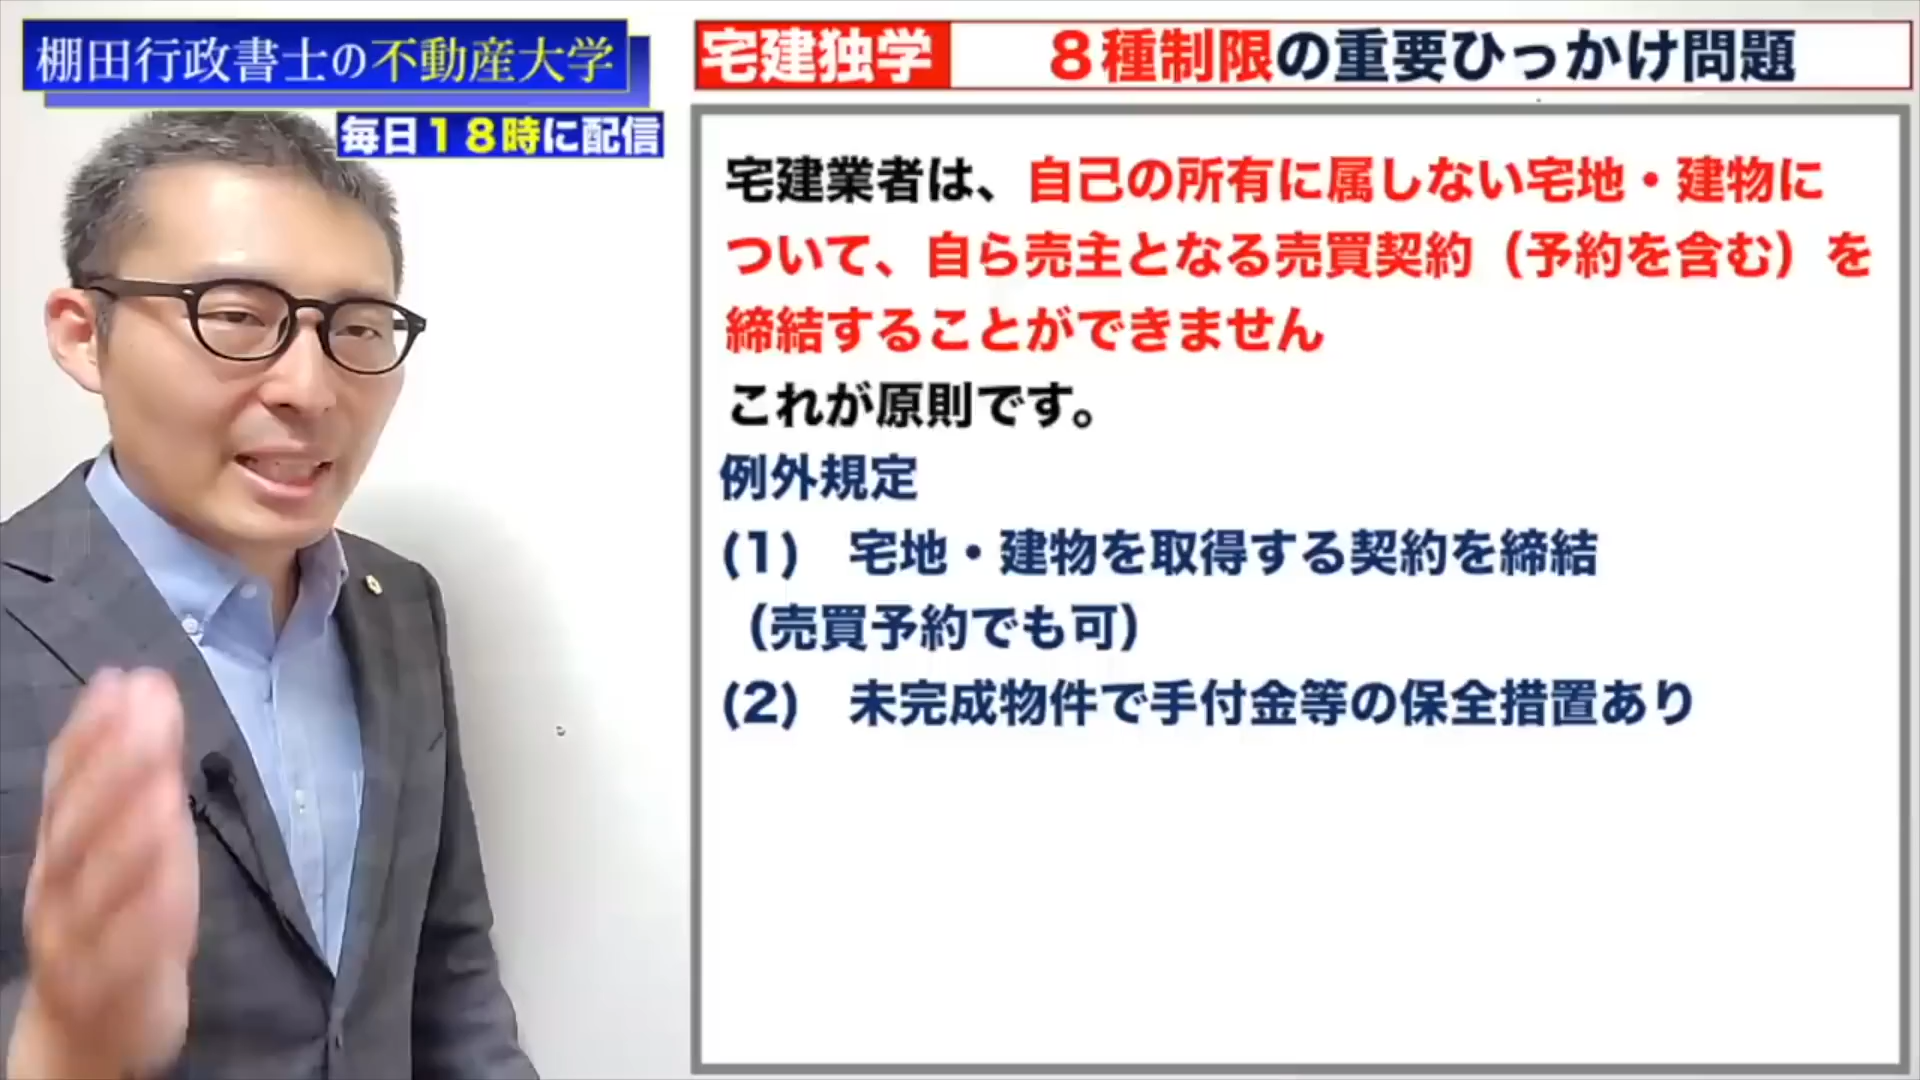 棚田行政書士の不動産大学
毎日１８時に配信
宅建独学
８種制限の重要ひっかけ問題
宅建業者は、自己の所有に属しない宅地・建物に
ついて、自ら売主となる売買契約（予約を含む）を
締結することができません
これが原則です。
例外規定
(1)　宅地・建物を取得する契約を締結
（売買予約でも可）
(2)　未完成物件で手付金等の保全措置あり